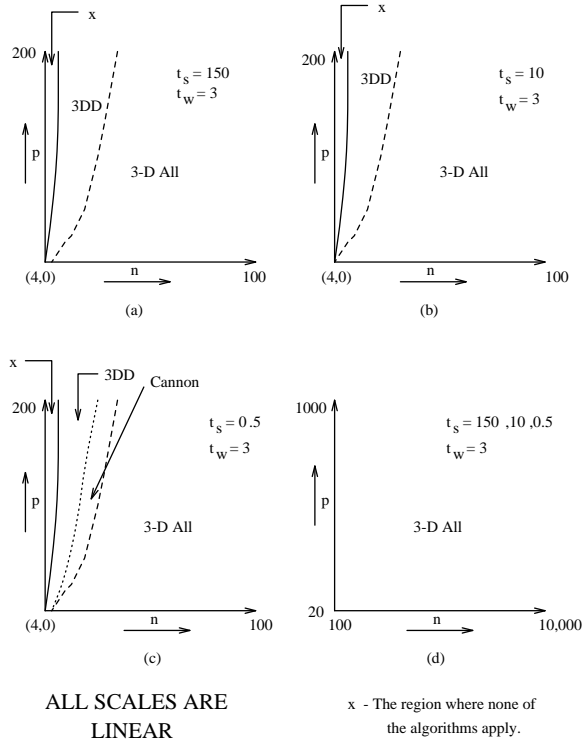 x
200
t_s = 150
t_w = 3
3DD
p
3-D All
(4,0)
n
100
(a)
x
200
t_s = 10
t_w = 3
3DD
p
3-D All
(4,0)
n
100
(b)
x
3DD
Cannon
200
t_s = 0.5
t_w = 3
p
3-D All
(4,0)
n
100
(c)
1000
t_s = 150 ,10 ,0.5
t_w = 3
p
3-D All
20
100
n
10,000
(d)
ALL SCALES ARE
LINEAR
x - The region where none of
the algorithms apply.